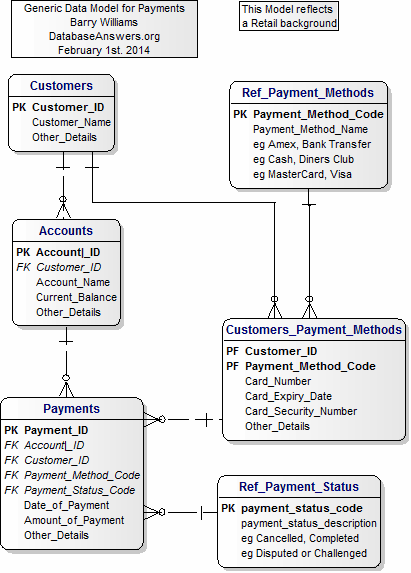 Generic Data Model for Payments
Barry Williams
DatabaseAnswers.org
February 1st. 2014
This Model reflects
a Retail background
Customers
PK Customer_ID
Customer_Name
Other_Details
Ref_Payment_Methods
PK Payment_Method_Code
Payment_Method_Name
eg Amex, Bank Transfer
eg Cash, Diners Club
eg MasterCard, Visa
Accounts
PK Account|_ID
FK Customer_ID
Account_Name
Current_Balance
Other_Details
Customers_Payment_Methods
PF Customer_ID
PF Payment_Method_Code
Card_Number
Card_Expiry_Date
Card_Security_Number
Other_Details
Payments
PK Payment_ID
FK Account|_ID
FK Customer_ID
FK Payment_Method_Code
FK Payment_Status_Code
Date_of_Payment
Amount_of_Payment
Other_Details
Ref_Payment_Status
PK payment_status_code
payment_status_description
eg Cancelled, Completed
eg Disputed or Challenged